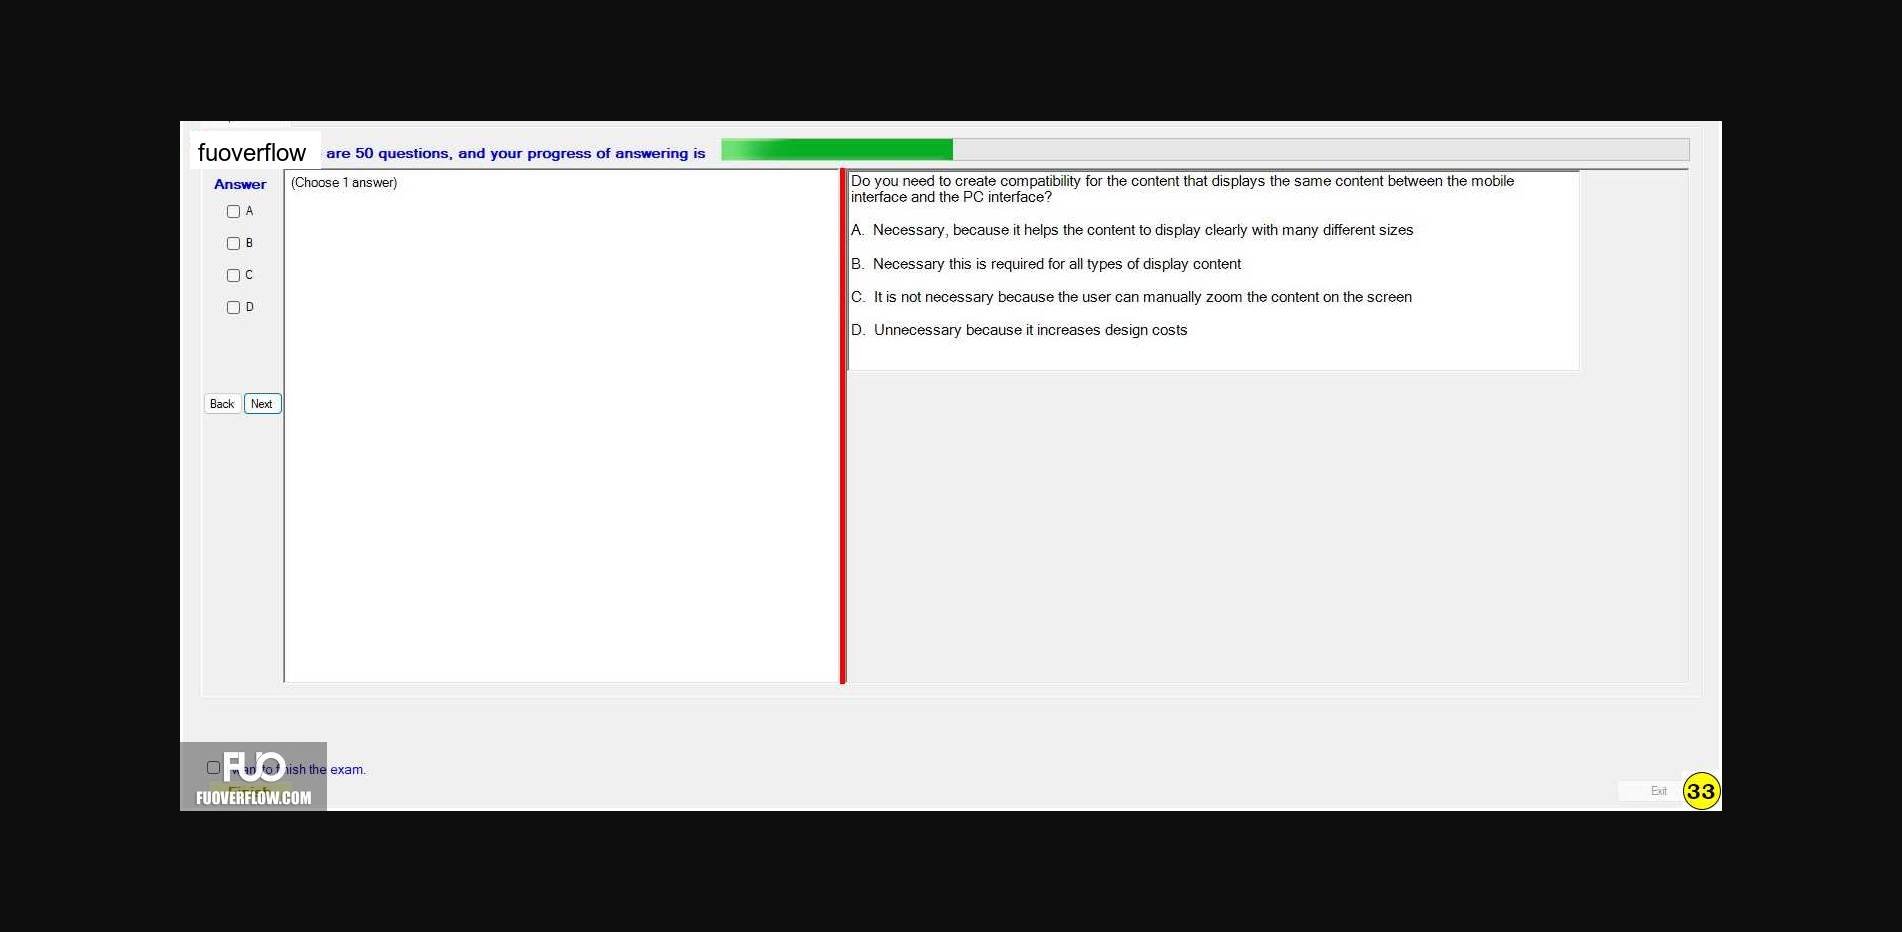 fuoverflow are 50 questions, and your progress of answering is
Answer
(Choose 1 answer)
A
B
C
D
Back
Next
Do you need to create compatibility for the content that displays the same content between the mobile
interface and the PC interface?
A. Necessary, because it helps the content to display clearly with many different sizes
B. Necessary this is required for all types of display content
C. It is not necessary because the user can manually zoom the content on the screen
D. Unnecessary because it increases design costs
FUO
want to finish the exam.
Finish
FUOVERFLOW.COM
Exit
33